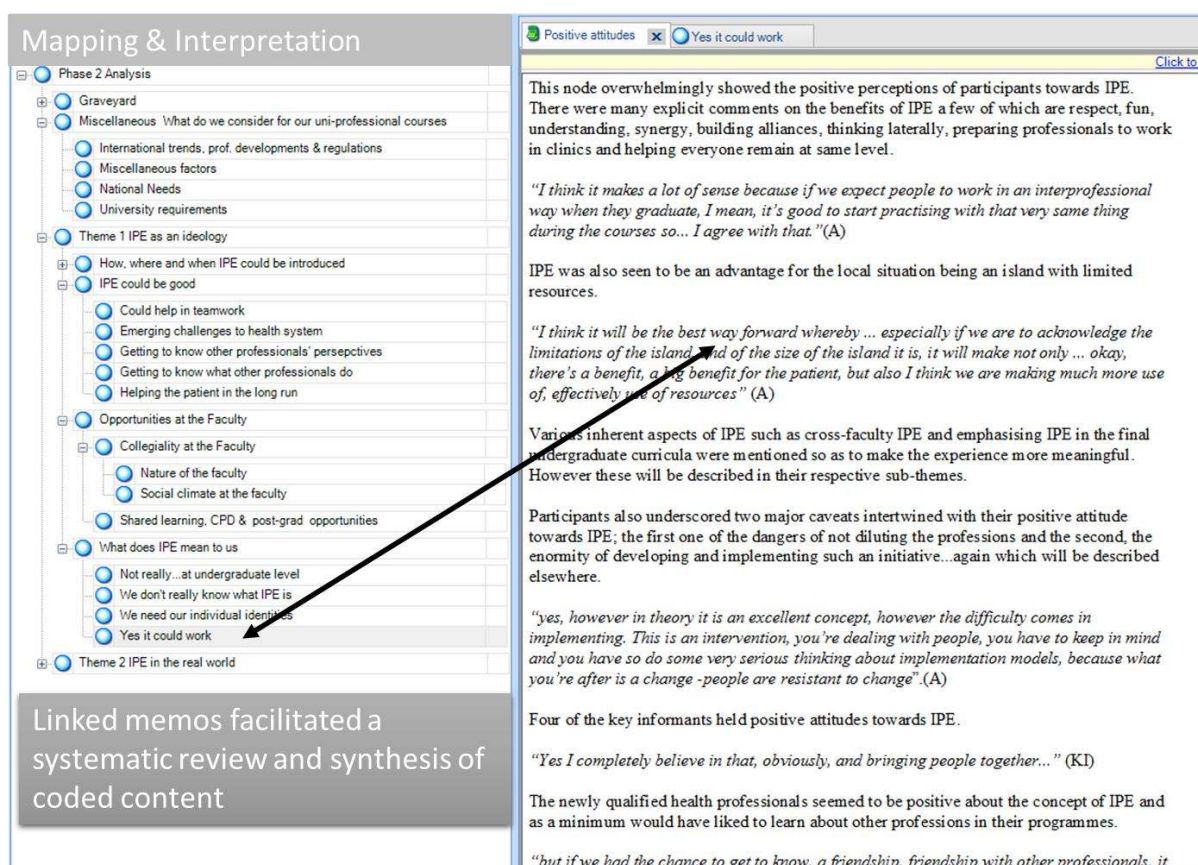 Mapping & Interpretation
Phase 2 Analysis
Graveyard
Miscellaneous What do we consider for our uni-professional courses
International trends, prof. developments & regulations
Miscellaneous factors
National Needs
University requirements
Theme 1 IPE as an ideology
How, where and when IPE could be introduced
IPE could be good
Could help in teamwork
Emerging challenges to health system
Getting to know other professionals' persepctives
Getting to know what other professionals do
Helping the patient in the long run
Opportunities at the Faculty
Collegiality at the Faculty
Nature of the faculty
Social climate at the faculty
Shared learning, CPD & post-grad opportunities
What does IPE mean to us
Not really...at undergraduate level
We don't really know what IPE is
We need our individual identities
Yes it could work
Theme 2 IPE in the real world
Linked memos facilitated a
systematic review and synthesis of
coded content
Positive attitudes
Yes it could work
Click to
This node overwhelmingly showed the positive perceptions of participants towards IPE.
There were many explicit comments on the benefits of IPE a few of which are respect, fun,
understanding, synergy, building alliances, thinking laterally, preparing professionals to work
in clinics and helping everyone remain at same level.
“I think it makes a lot of sense because if we expect people to work in an interprofessional
way when they graduate, I mean, it’s good to start practising with that very same thing
during the courses so... I agree with that.”(A)
IPE was also seen to be an advantage for the local situation being an island with limited
resources.
“I think it will be the best way forward whereby ... especially if we are to acknowledge the
limitations of the island, and of the size of the island it is, it will make not only ... okay,
there’s a benefit, a big benefit for the patient, but also I think we are making much more use
of, effectively use of resources” (A)
Various inherent aspects of IPE such as cross-faculty IPE and emphasising IPE in the final
undergraduate curricula were mentioned so as to make the experience more meaningful.
However these will be described in their respective sub-themes.
Participants also underscored two major caveats intertwined with their positive attitude
towards IPE; the first one of the dangers of not diluting the professions and the second, the
enormity of developing and implementing such an initiative...again which will be described
elsewhere.
“yes, however in theory it is an excellent concept, however the difficulty comes in
implementing. This is an intervention, you’re dealing with people, you have to keep in mind
and you have so do some very serious thinking about implementation models, because what
you’re after is a change -people are resistant to change”.(A)
Four of the key informants held positive attitudes towards IPE.
“Yes I completely believe in that, obviously, and bringing people together...” (KI)
The newly qualified health professionals seemed to be positive about the concept of IPE and
as a minimum would have liked to learn about other professions in their programmes.
“but if we had the chance to get to know, a friendship, friendship with other professionals, it